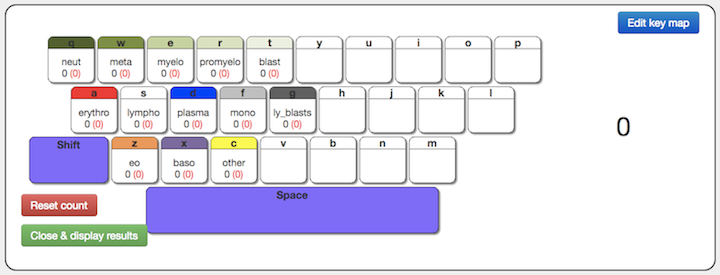 Edit key map
q w e r t y u i o p
neut meta myelo promyelo blast
0 (0) 0 (0) 0 (0) 0 (0) 0 (0)
a s d f g h j k l
erythro lympho plasma mono ly_blasts
0 (0) 0 (0) 0 (0) 0 (0) 0 (0)
0
Shift z x c v b n m
eo baso other
0 (0) 0 (0) 0 (0)
Space
Reset count
Close & display results